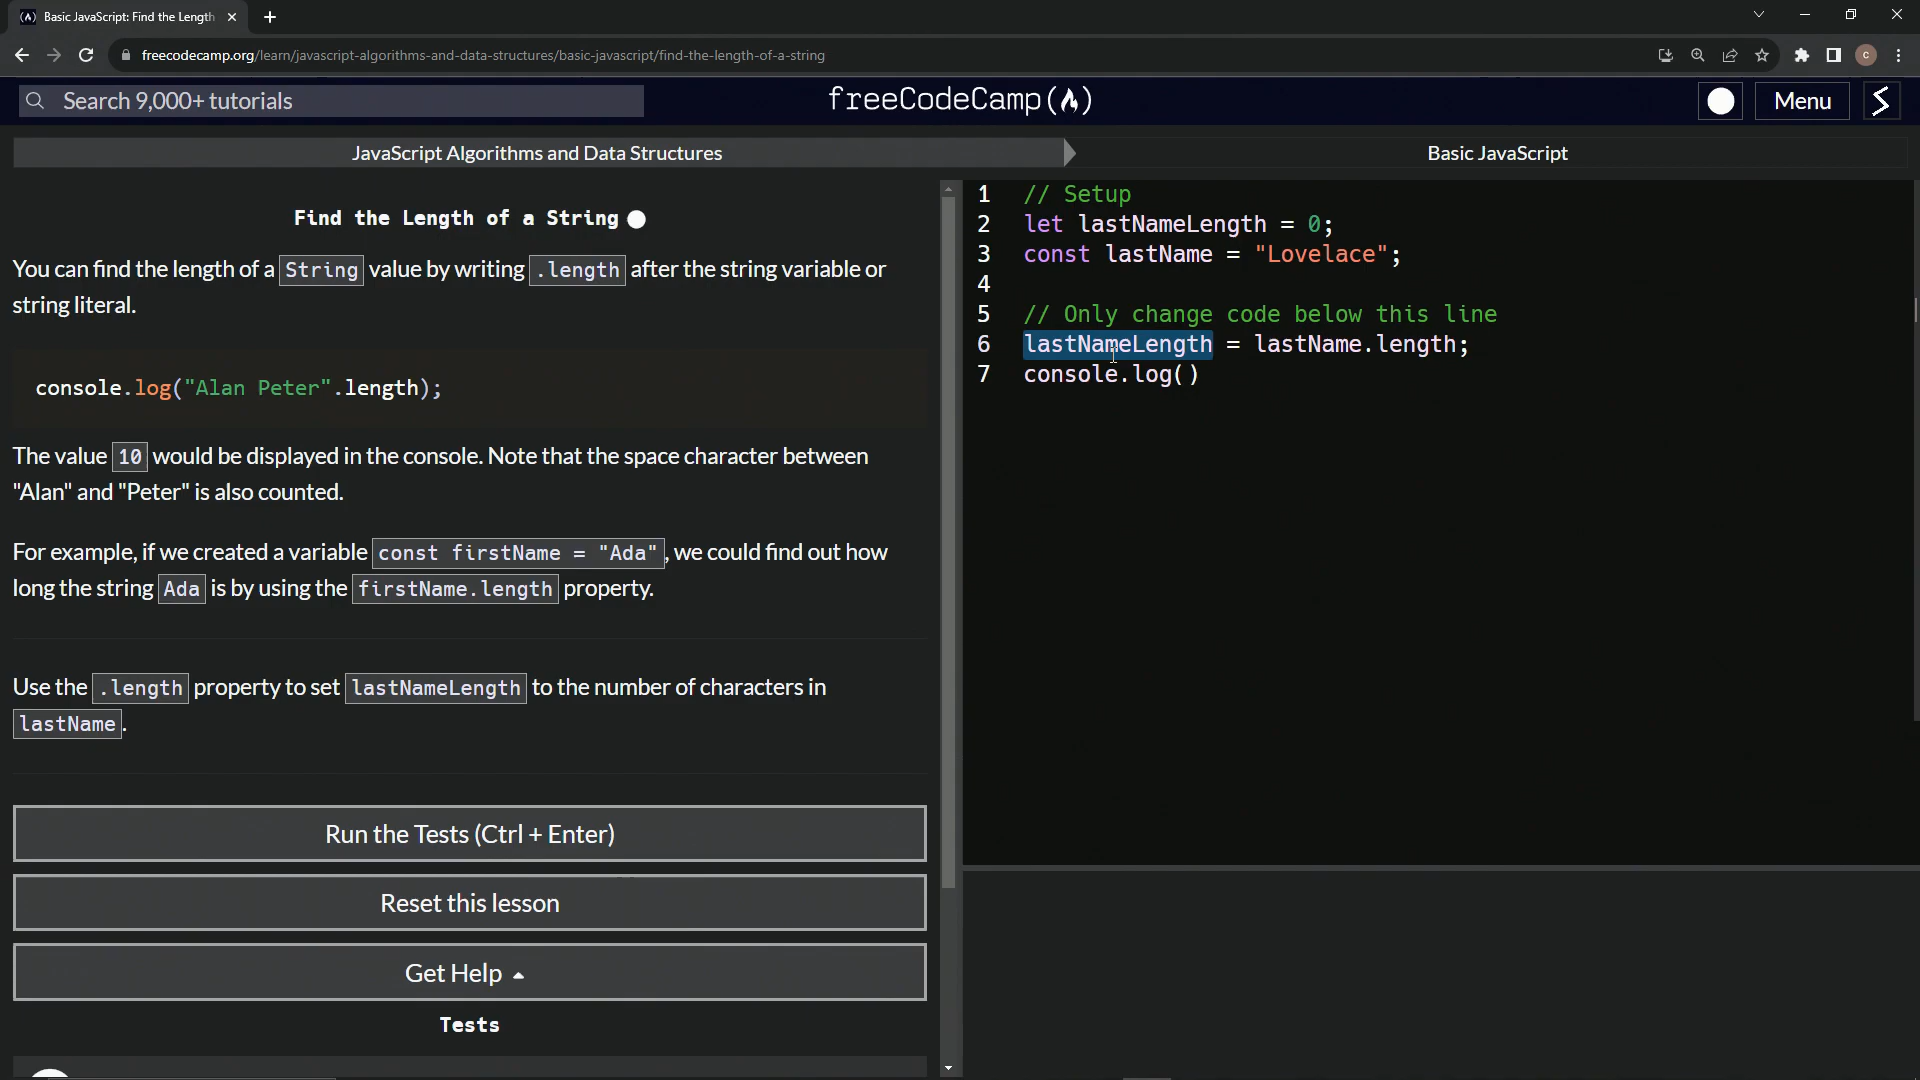 Basic JavaScript: Find the Length
freecodecamp.org/learn/javascript-algorithms-and-data-structures/basic-javascript/find-the-length-of-a-string
c
Search 9,000+ tutorials
freeCodeCamp
Menu
JavaScript Algorithms and Data Structures
Basic JavaScript
Find the Length of a String
You can find the length of a String value by writing .length after the string variable or
string literal.
console.log("Alan Peter".length);
The value 10 would be displayed in the console. Note that the space character between
"Alan" and "Peter" is also counted.
For example, if we created a variable const firstName = "Ada", we could find out how
long the string Ada is by using the firstName.length property.
Use the .length property to set lastNameLength to the number of characters in
lastName.
Run the Tests (Ctrl + Enter)
Reset this lesson
Get Help
Tests
1 // Setup
2 let lastNameLength = 0;
3 const lastName = "Lovelace";
4
5 // Only change code below this line
6 lastNameLength = lastName.length;
7 console.log()